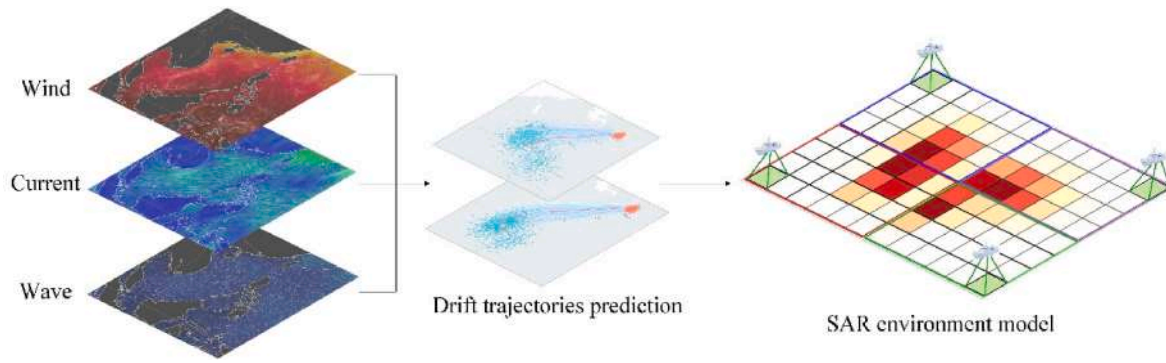 Wind
Current
Wave
Drift trajectories prediction
SAR environment model